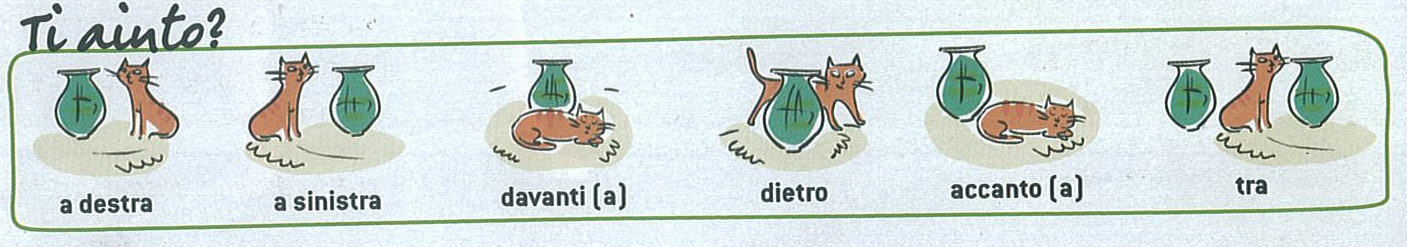 Ti aiuto?
a destra
a sinistra
davanti (a)
dietro
accanto (a)
tra